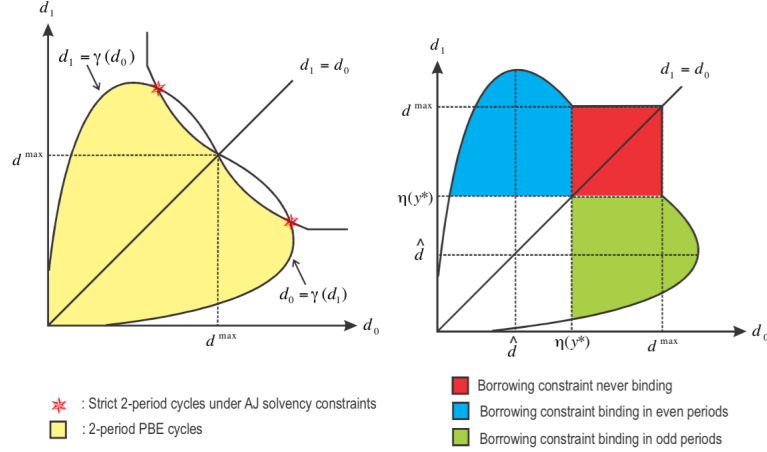 d₁
d₁ = γ(d₀)
d₁ = d₀
d^max
d₀ = γ(d₁)
d₀
d^max
: Strict 2-period cycles under AJ solvency constraints
: 2-period PBE cycles
d₁
d₁ = d₀
d^max
η(y*)
d̂
d₀
d̂
η(y*)
d^max
Borrowing constraint never binding
Borrowing constraint binding in even periods
Borrowing constraint binding in odd periods